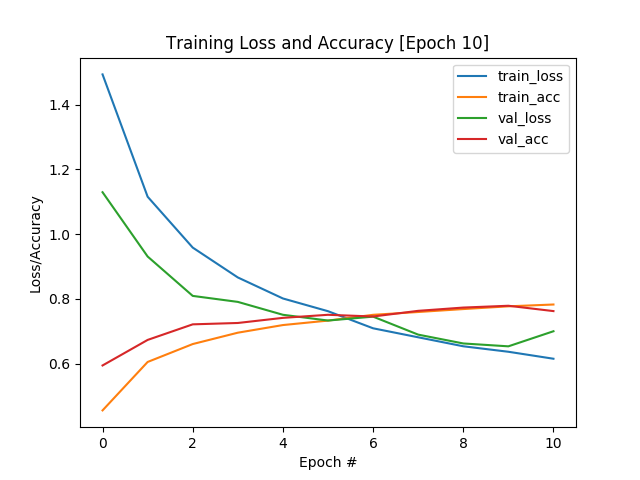 Training Loss and Accuracy [Epoch 10]
train_loss
train_acc
val_loss
val_acc
1.4
1.2
1.0
0.8
0.6
Loss/Accuracy
0 2 4 6 8 10
Epoch #